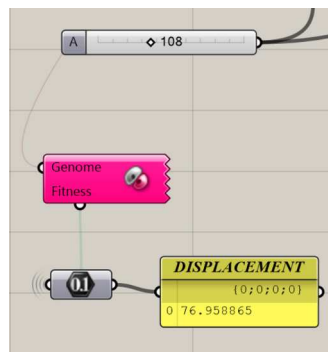 A 108
Genome
Fitness
0.1
DISPLACEMENT
{0;0;0;0}
0 76.958865